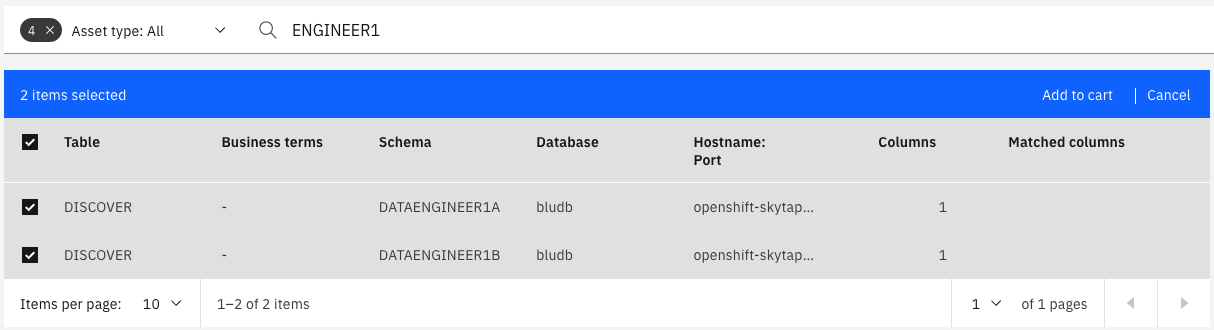 4 Asset type: All ENGINEER1
2 items selected Add to cart Cancel
Table Business terms Schema Database Hostname: Columns Matched columns
Port
DISCOVER - DATAENGINEER1A bludb openshift-skytap... 1
DISCOVER - DATAENGINEER1B bludb openshift-skytap... 1
Items per page: 10 1–2 of 2 items 1 of 1 pages